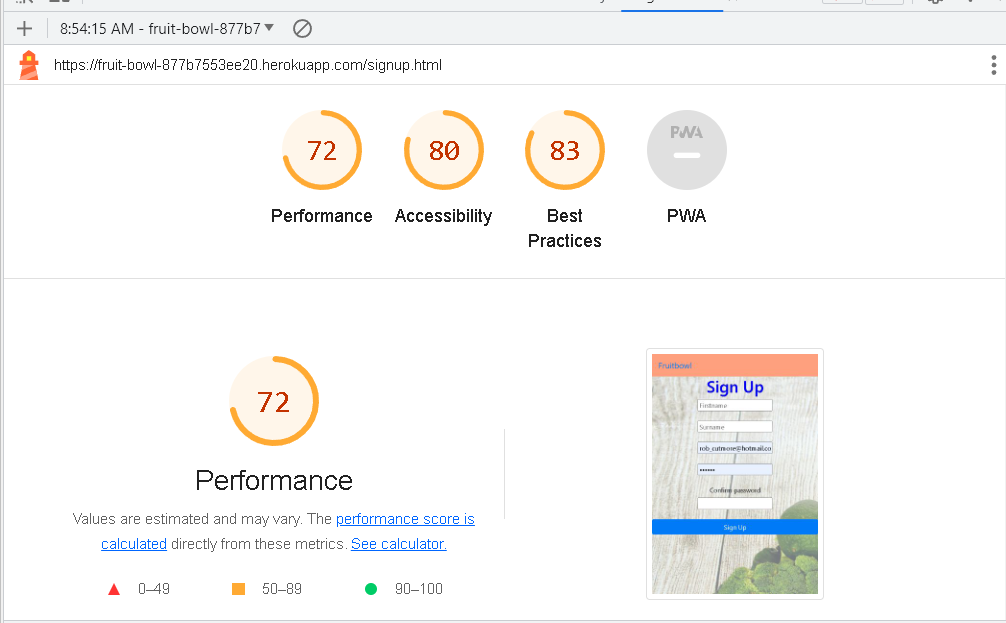 8:54:15 AM - fruit-bowl-877b7
https://fruit-bowl-877b7553ee20.herokuapp.com/signup.html
72
80
83
PWA
Performance
Accessibility
Best
Practices
PWA
72
Performance
Values are estimated and may vary. The performance score is
calculated directly from these metrics. See calculator.
0–49
50–89
90–100
Fruitbowl
Sign Up
Firstname
Surname
rob_cutmore@hotmail.co
••••••
Confirm password
Sign Up